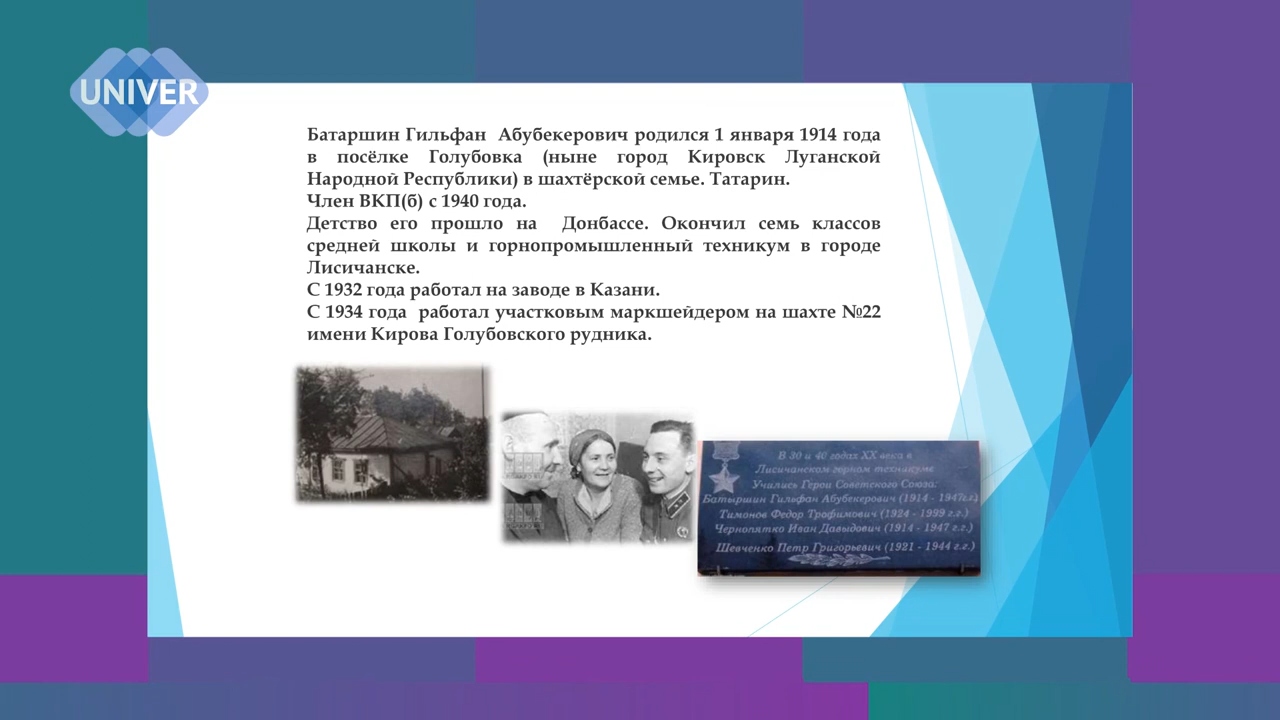 UNIVER
Батаршин Гильфан Абубекерович родился 1 января 1914 года
в посёлке Голубовка (ныне город Кировск Луганской
Народной Республики) в шахтёрской семье. Татарин.
Член ВКП(б) с 1940 года.
Детство его прошло на Донбассе. Окончил семь классов
средней школы и горнопромышленный техникум в городе
Лисичанске.
С 1932 года работал на заводе в Казани.
С 1934 года работал участковым маркшейдером на шахте №22
имени Кирова Голубовского рудника.
В 30 и 40 годах XX века в
Лисичанском горном техникуме
Учились Герои Советского Союза:
Батыршин Гильфан Абубекерович (1914 - 1947г.г)
Тимонов Федор Трофимович (1924 - 1999 г.г.)
Чернопятко Иван Давыдович (1914 - 1947 г.г.)
Шевченко Петр Григорьевич (1921 - 1944 г.г.)